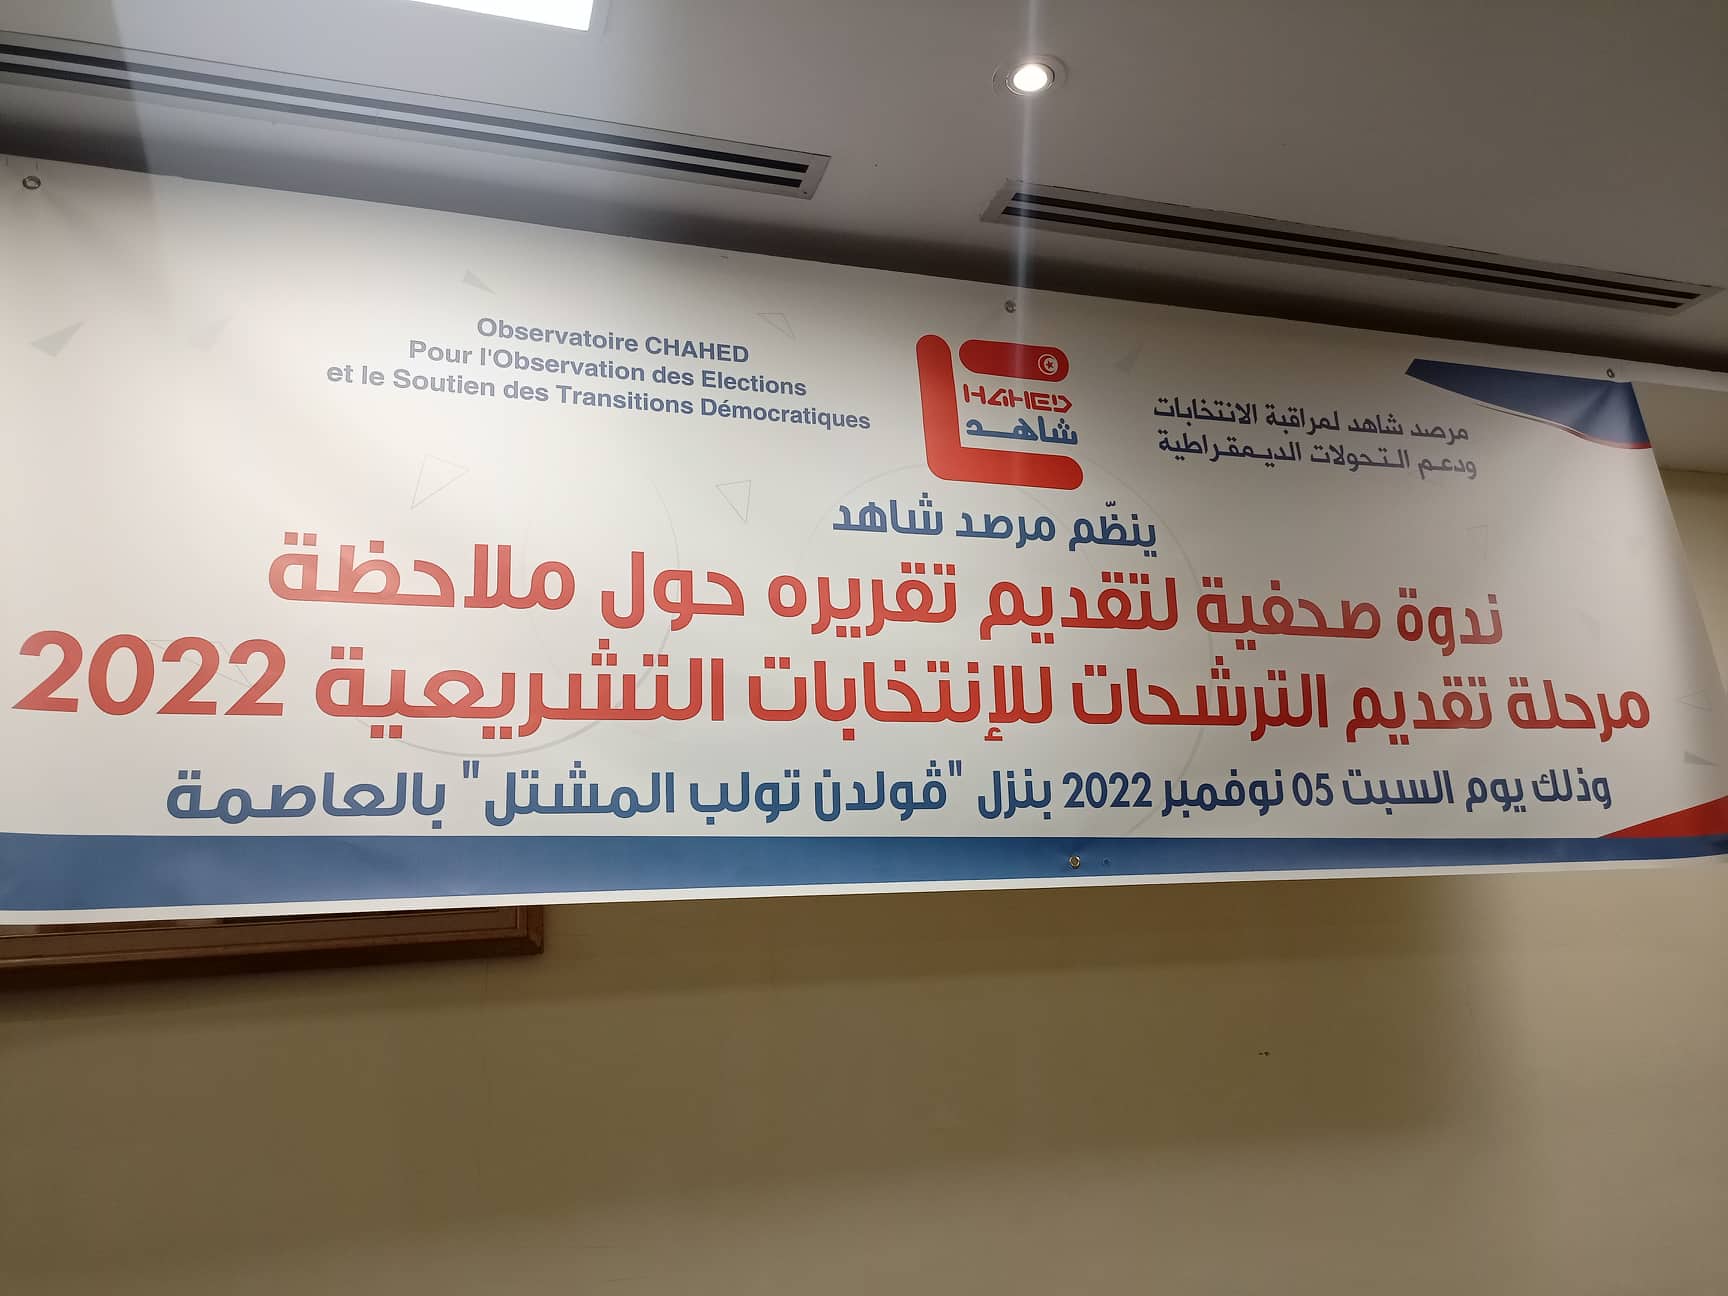 Observatoire CHAHED
Pour l'Observation des Elections
et le Soutien des Transitions Démocratiques
HAHED
شاهد
مرصد شاهد لمراقبة الانتخابات
ودعم التحولات الديمقراطية
ينظّم مرصد شاهد
ندوة صحفية لتقديم تقريره حول ملاحظة
مرحلة تقديم الترشحات للإنتخابات التشريعية 2022
وذلك يوم السبت 05 نوفمبر 2022 بنزل "ڤولدن تولب المشتل" بالعاصمة